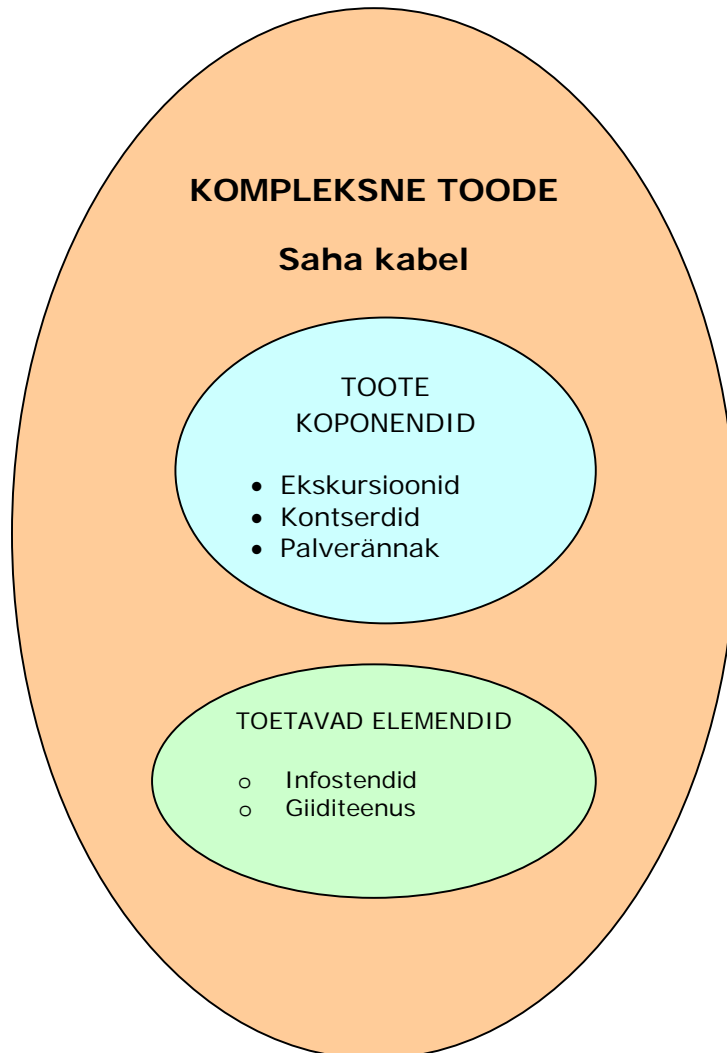 KOMPLEKSNE TOODE
Saha kabel
TOOTE
KOPONENDID
• Ekskursioonid
• Kontserdid
• Palverännak
TOETAVAD ELEMENDID
o Infostendid
o Giiditeenus